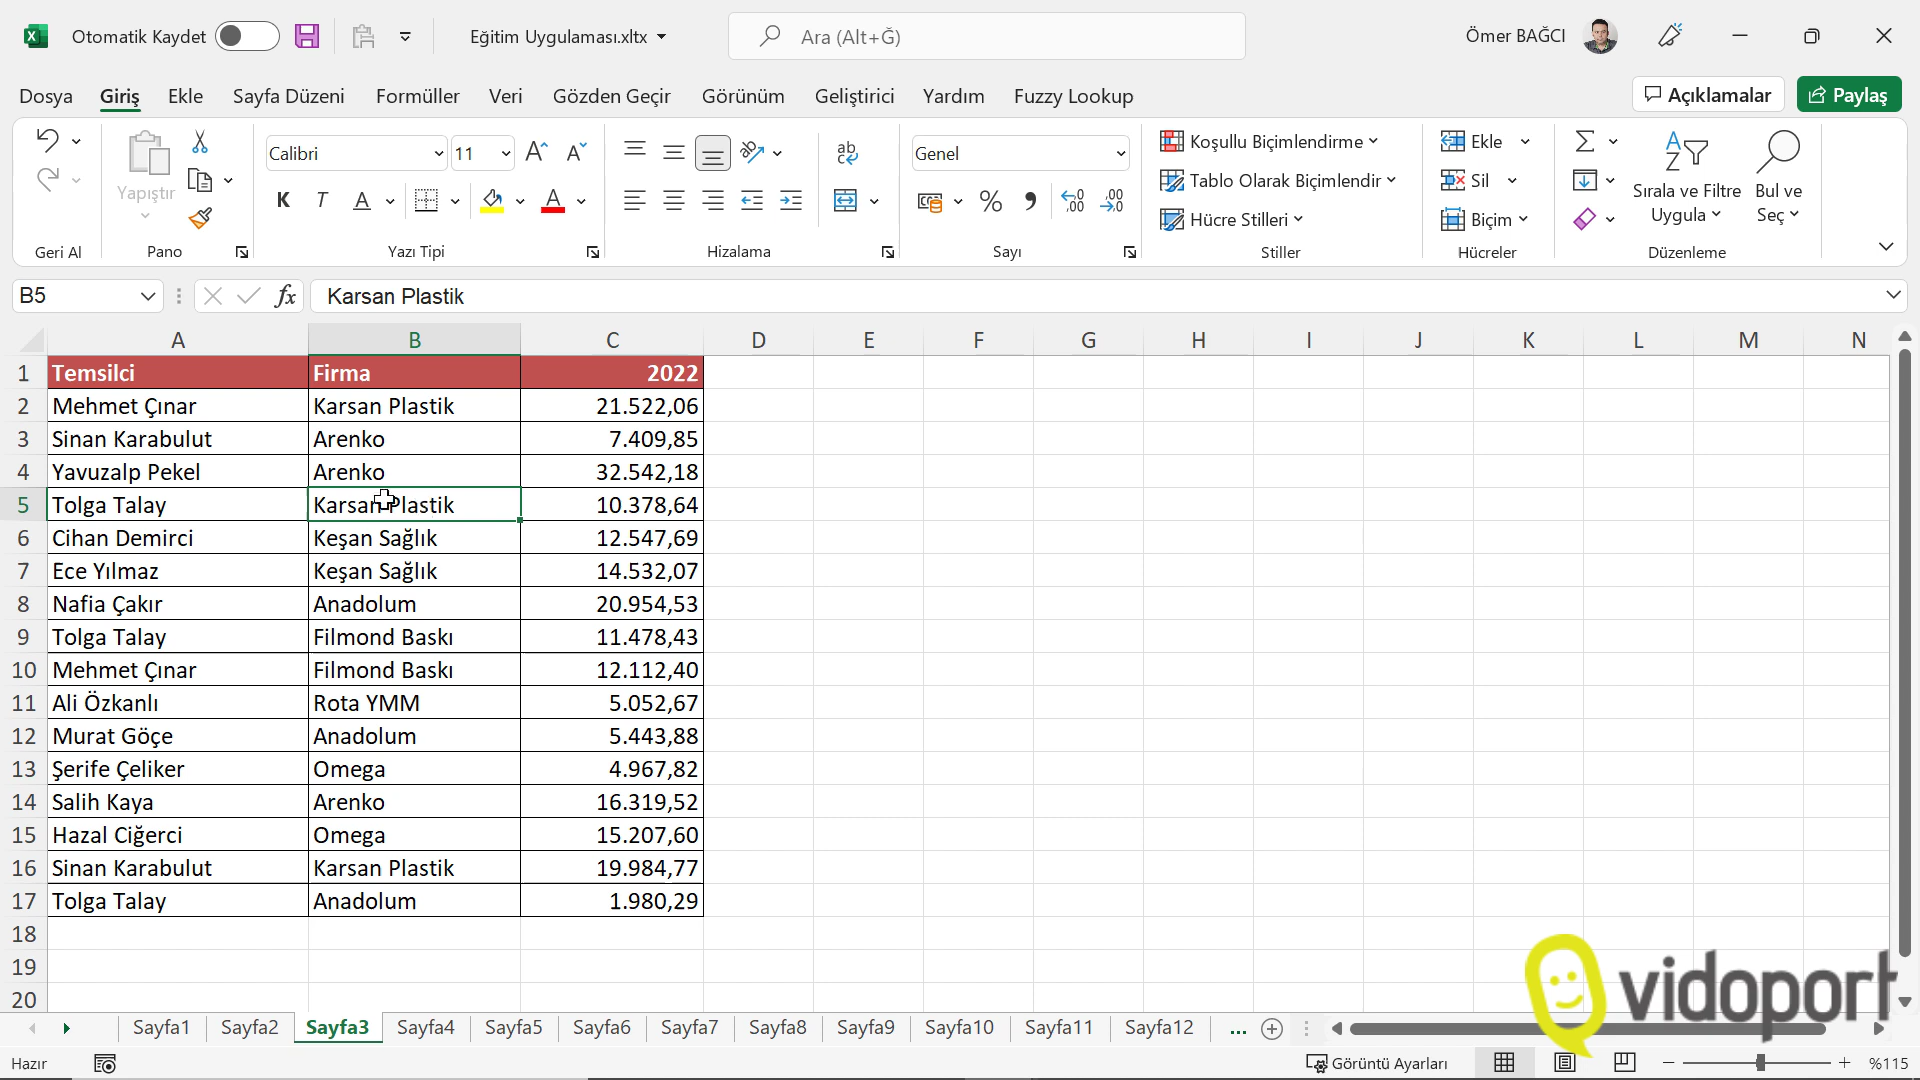 Otomatik Kaydet Eğitim Uygulaması.xltx Ara (Alt+Ğ) Ömer BAĞCI
Dosya Giriş Ekle Sayfa Düzeni Formüller Veri Gözden Geçir Görünüm Geliştirici Yardım Fuzzy Lookup Açıklamalar Paylaş
Calibri 11 ab Genel Koşullu Biçimlendirme Ekle
Yapıştır K T A A % Tablo Olarak Biçimlendir Sil Sırala ve Filtre Bul ve
Hücre Stilleri Biçim Uygula Seç
Geri Al Pano Yazı Tipi Hizalama Sayı Stiller Hücreler Düzenleme
B5 fx Karsan Plastik
A B C D E F G H I J K L M N
1 Temsilci Firma 2022
2 Mehmet Çınar Karsan Plastik 21.522,06
3 Sinan Karabulut Arenko 7.409,85
4 Yavuzalp Pekel Arenko 32.542,18
5 Tolga Talay Karsan Plastik 10.378,64
6 Cihan Demirci Keşan Sağlık 12.547,69
7 Ece Yılmaz Keşan Sağlık 14.532,07
8 Nafia Çakır Anadolum 20.954,53
9 Tolga Talay Filmond Baskı 11.478,43
10 Mehmet Çınar Filmond Baskı 12.112,40
11 Ali Özkanlı Rota YMM 5.052,67
12 Murat Göçe Anadolum 5.443,88
13 Şerife Çeliker Omega 4.967,82
14 Salih Kaya Arenko 16.319,52
15 Hazal Ciğerci Omega 15.207,60
16 Sinan Karabulut Karsan Plastik 19.984,77
17 Tolga Talay Anadolum 1.980,29
18
19
20
vidoport
Sayfa1 Sayfa2 Sayfa3 Sayfa4 Sayfa5 Sayfa6 Sayfa7 Sayfa8 Sayfa9 Sayfa10 Sayfa11 Sayfa12 ...
Hazır Görüntü Ayarları %115